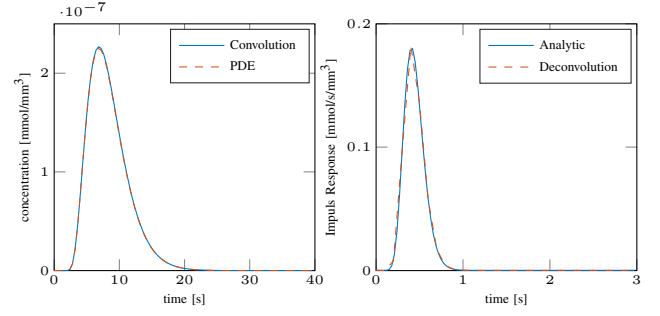 ·10⁻⁷
concentration [mmol/mm³]
2
1
0
0 10 20 30 40
time [s]
Convolution
PDE
Impuls Response [mmol/s/mm³]
0.2
0.1
0
0 1 2 3
time [s]
Analytic
Deconvolution